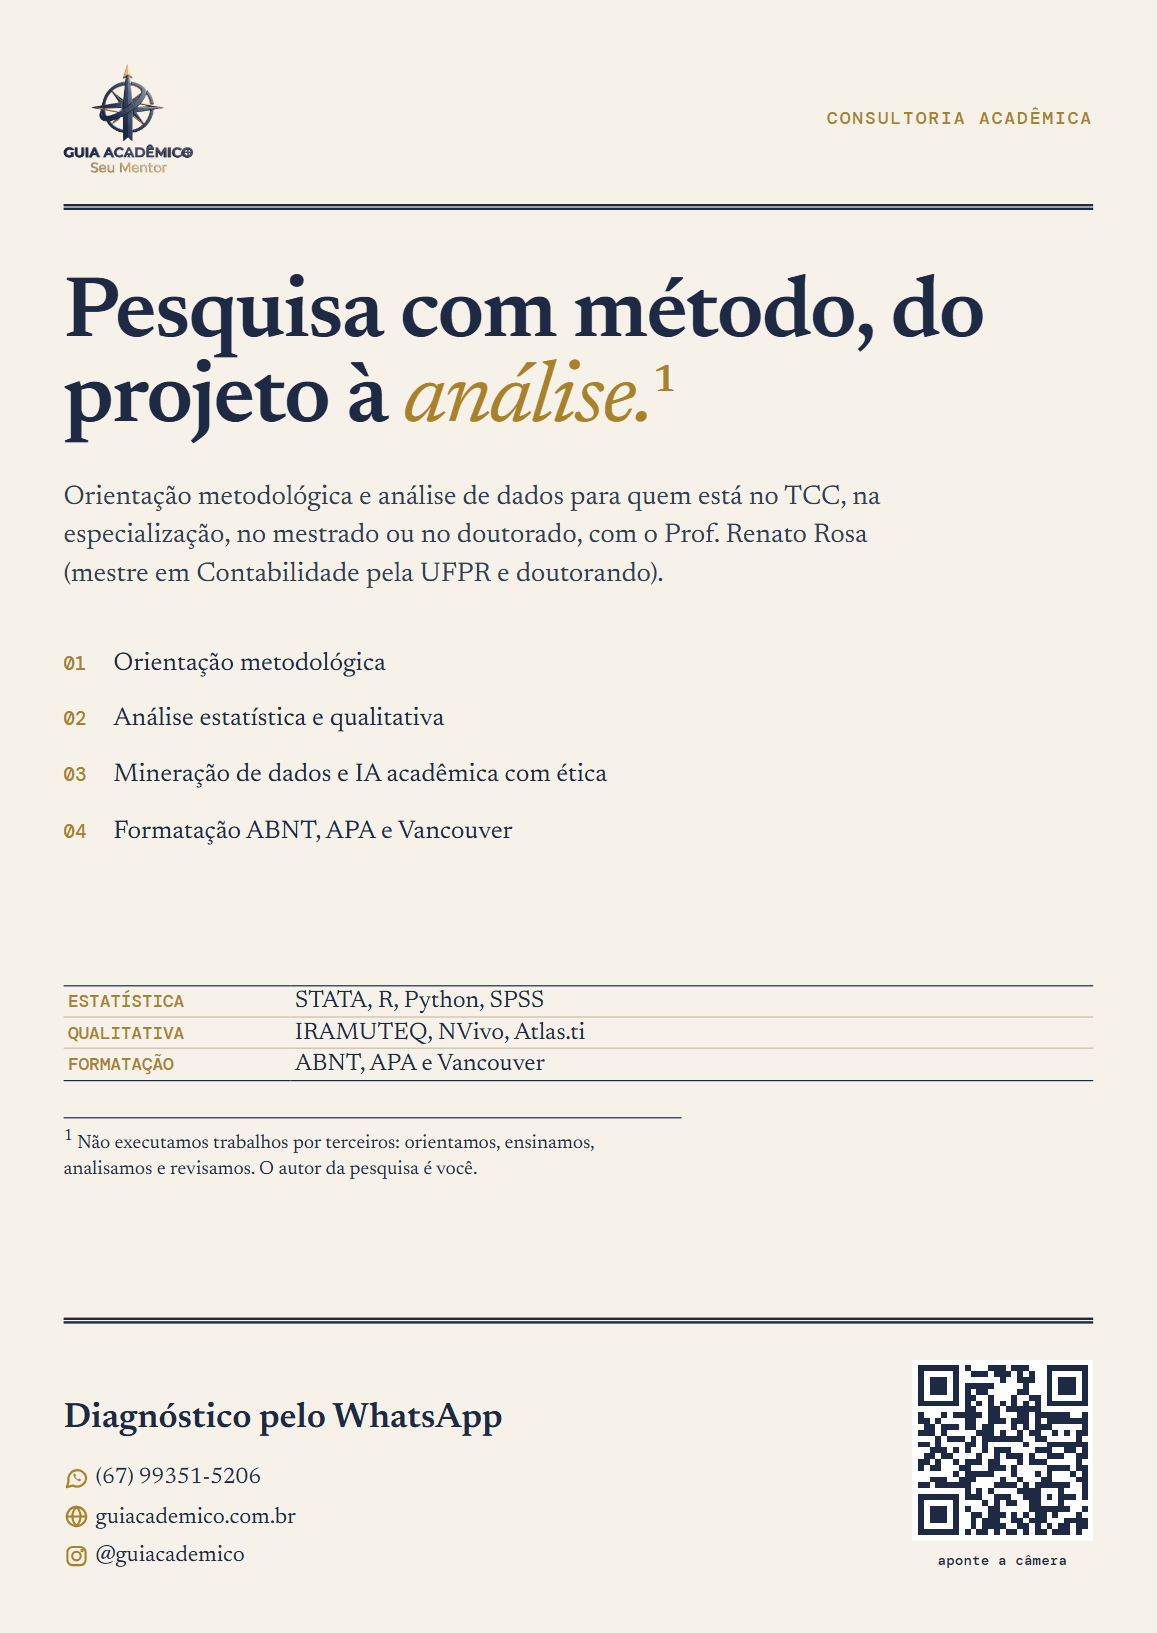 GUIA ACADÊMICO
Seu Mentor
CONSULTORIA ACADÊMICA
Pesquisa com método, do
projeto à análise.¹
Orientação metodológica e análise de dados para quem está no TCC, na
especialização, no mestrado ou no doutorado, com o Prof. Renato Rosa
(mestre em Contabilidade pela UFPR e doutorando).
01 Orientação metodológica
02 Análise estatística e qualitativa
03 Mineração de dados e IA acadêmica com ética
04 Formatação ABNT, APA e Vancouver
ESTATÍSTICA STATA, R, Python, SPSS
QUALITATIVA IRAMUTEQ, NVivo, Atlas.ti
FORMATAÇÃO ABNT, APA e Vancouver
¹ Não executamos trabalhos por terceiros: orientamos, ensinamos,
analisamos e revisamos. O autor da pesquisa é você.
Diagnóstico pelo WhatsApp
(67) 99351-5206
guiacademico.com.br
@guiacademico
aponte a câmera